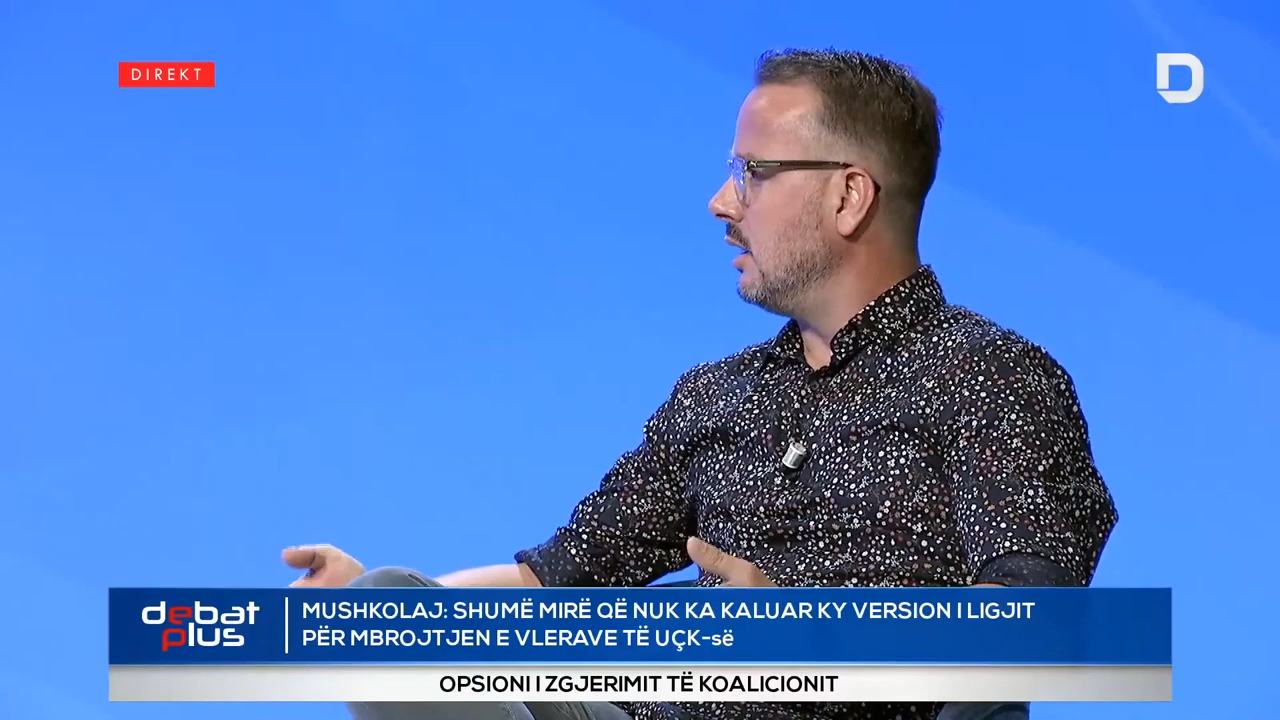 DIREKT
D
debat
plus
MUSHKOLAJ: SHUMË MIRË QË NUK KA KALUAR KY VERSION I LIGJIT
PËR MBROJTJEN E VLERAVE TË UÇK-së
OPSIONI I ZGJERIMIT TË KOALICIONIT